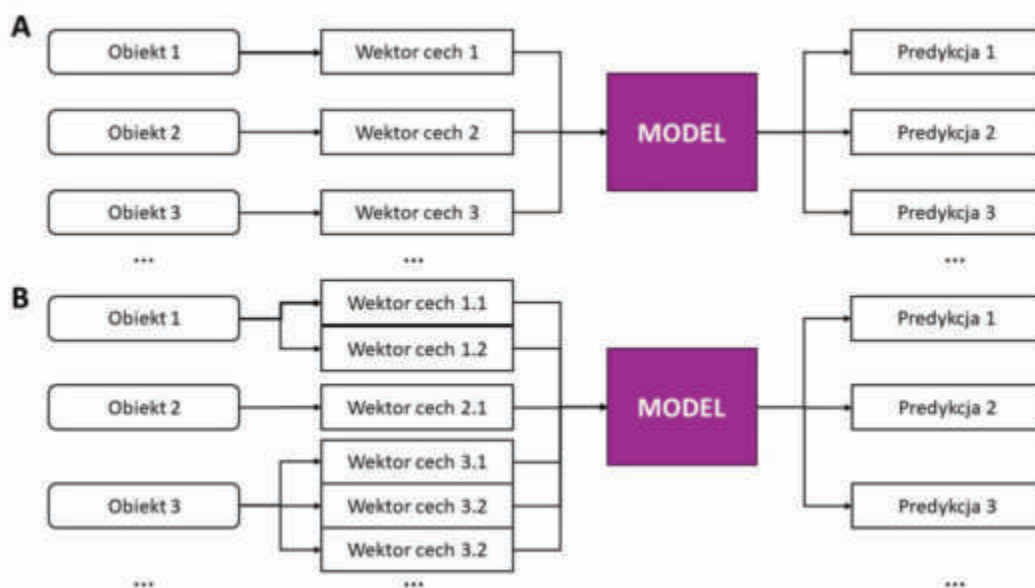 A
Obiekt 1
Wektor cech 1
Predykcja 1
Obiekt 2
Wektor cech 2
MODEL
Predykcja 2
Obiekt 3
Wektor cech 3
Predykcja 3
...
...
...
B
Obiekt 1
Wektor cech 1.1
Predykcja 1
Wektor cech 1.2
Obiekt 2
Wektor cech 2.1
MODEL
Predykcja 2
Wektor cech 3.1
Obiekt 3
Wektor cech 3.2
Predykcja 3
Wektor cech 3.2
...
...
...